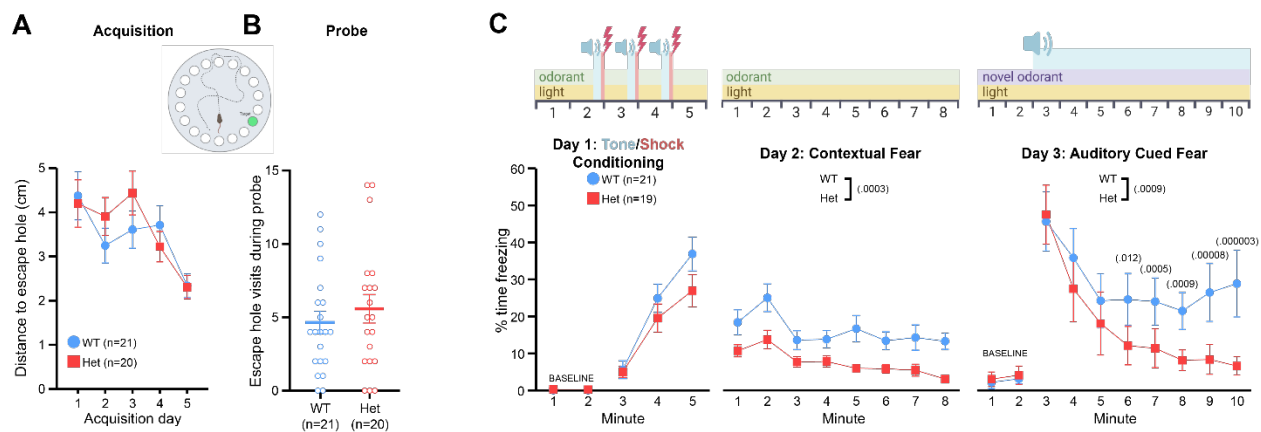 A
Acquisition
Target
Distance to escape hole (cm)
5
4
3
2
1
0
WT (n=21)
Het (n=20)
1 2 3 4 5
Acquisition day
B
Probe
Escape hole visits during probe
15
10
5
0
WT
(n=21)
Het
(n=20)
C
odorant
light
1 2 3 4 5
odorant
light
1 2 3 4 5 6 7 8
novel odorant
light
1 2 3 4 5 6 7 8 9 10
Day 1: Tone/Shock
Conditioning
WT (n=21)
Het (n=19)
% time freezing
60
50
40
30
20
10
0
BASELINE
1 2 3 4 5
Minute
Day 2: Contextual Fear
WT
Het
(.0003)
1 2 3 4 5 6 7 8
Minute
Day 3: Auditory Cued Fear
WT
Het
(.0009)
(.012)
(.0005)
(.0009)
(.00008)
(.000003)
BASELINE
1 2 3 4 5 6 7 8 9 10
Minute